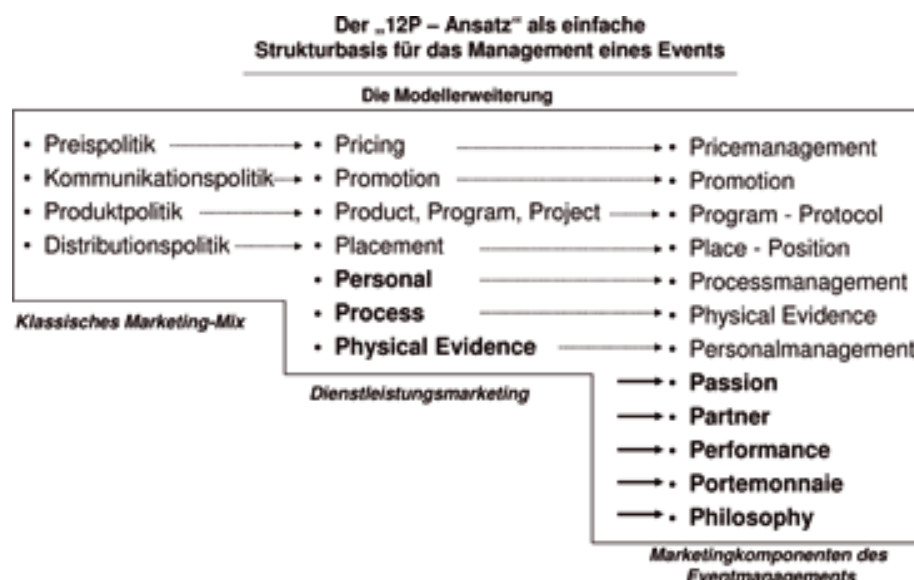 Der „12P – Ansatz" als einfache
Strukturbasis für das Management eines Events
Die Modellerweiterung
• Preispolitik • Pricing • Pricemanagement
• Kommunikationspolitik • Promotion • Promotion
• Produktpolitik • Product, Program, Project • Program - Protocol
• Distributionspolitik • Placement • Place - Position
• Personal • Processmanagement
• Process • Physical Evidence
Klassisches Marketing-Mix
• Physical Evidence • Personalmanagement
• Passion
Dienstleistungsmarketing
• Partner
• Performance
• Portemonnaie
• Philosophy
Marketingkomponenten des
Eventmanagements